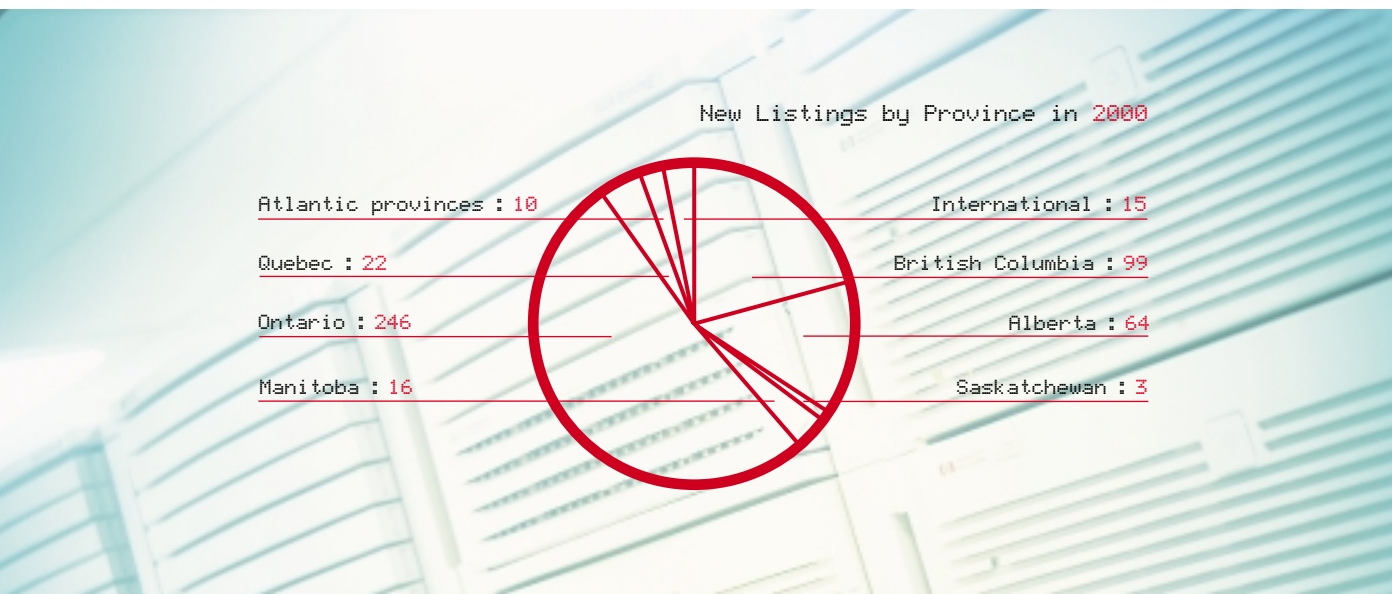 New Listings by Province in 2000
Atlantic provinces : 10
International : 15
Quebec : 22
British Columbia : 99
Ontario : 246
Alberta : 64
Manitoba : 16
Saskatchewan : 3